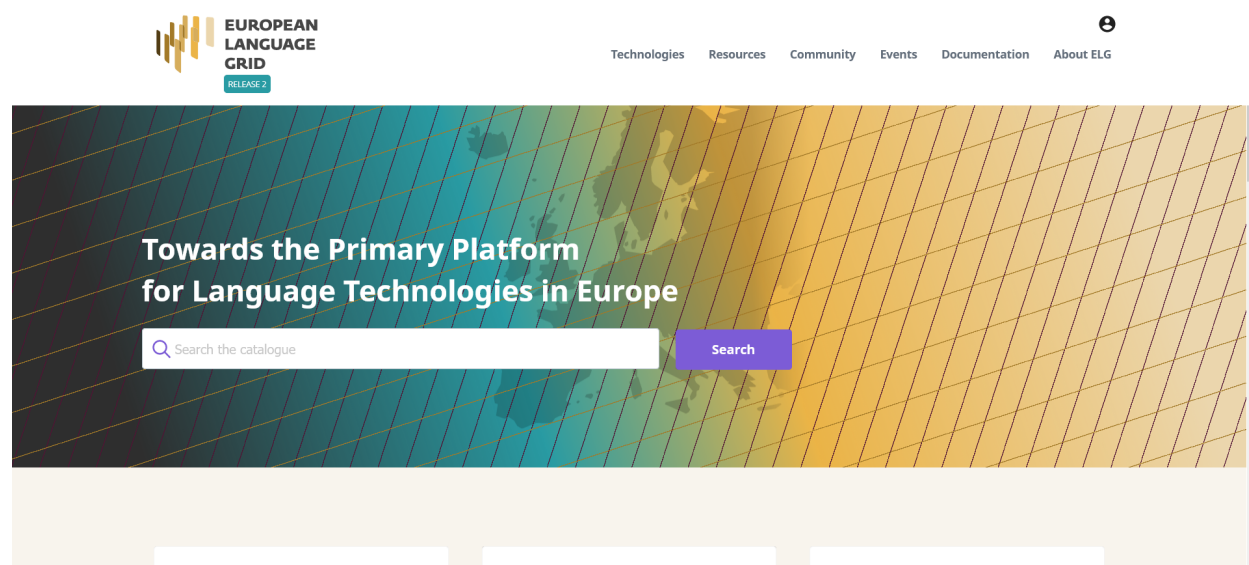 EUROPEAN
LANGUAGE
GRID
RELEASE 2
Technologies Resources Community Events Documentation About ELG
Towards the Primary Platform
for Language Technologies in Europe
Search the catalogue
Search